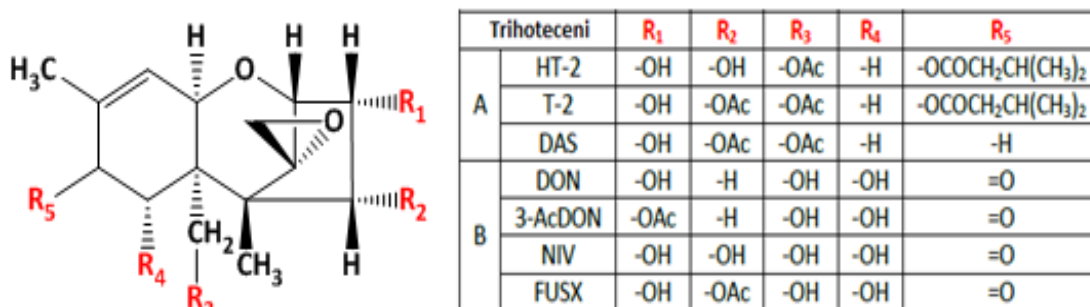 H H H
H₃C O
R₁
O
R₅ R₂
CH₂
R₄ CH₃ H
Trihoteceni R₁ R₂ R₃ R₄ R₅
A
HT-2 -OH -OH -OAc -H -OCOCH₂CH(CH₃)₂
T-2 -OH -OAc -OAc -H -OCOCH₂CH(CH₃)₂
DAS -OH -OAc -OAc -H -H
B
DON -OH -H -OH -OH =O
3-AcDON -OAc -H -OH -OH =O
NIV -OH -OH -OH -OH =O
FUSX -OH -OAc -OH -OH =O